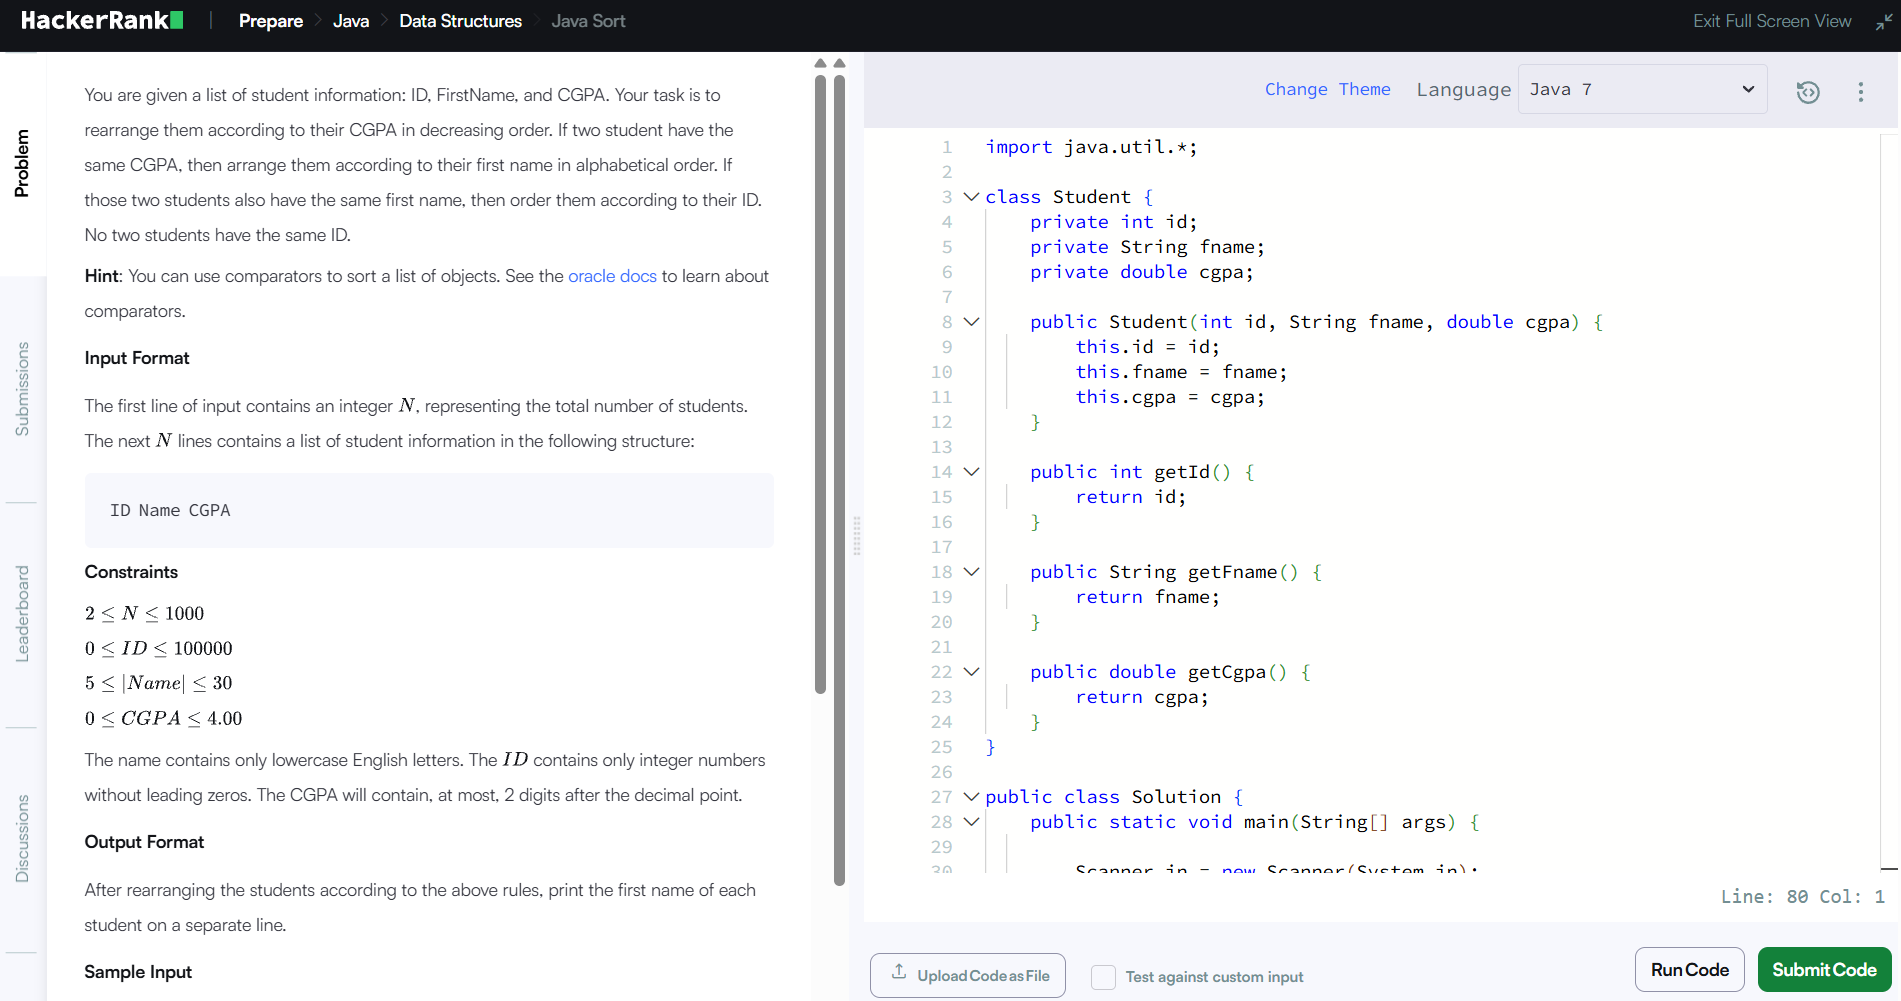 HackerRank | Prepare > Java > Data Structures > Java Sort
Exit Full Screen View
Problem
Submissions
Leaderboard
Discussions
You are given a list of student information: ID, FirstName, and CGPA. Your task is to
rearrange them according to their CGPA in decreasing order. If two student have the
same CGPA, then arrange them according to their first name in alphabetical order. If
those two students also have the same first name, then order them according to their ID.
No two students have the same ID.
Hint: You can use comparators to sort a list of objects. See the oracle docs to learn about
comparators.
Input Format
The first line of input contains an integer N, representing the total number of students.
The next N lines contains a list of student information in the following structure:
ID Name CGPA
Constraints
2 ≤ N ≤ 1000
0 ≤ ID ≤ 100000
5 ≤ |Name| ≤ 30
0 ≤ CGPA ≤ 4.00
The name contains only lowercase English letters. The ID contains only integer numbers
without leading zeros. The CGPA will contain, at most, 2 digits after the decimal point.
Output Format
After rearranging the students according to the above rules, print the first name of each
student on a separate line.
Sample Input
Change Theme Language Java 7
1 import java.util.*;
2
3 class Student {
4     private int id;
5     private String fname;
6     private double cgpa;
7
8     public Student(int id, String fname, double cgpa) {
9         this.id = id;
10         this.fname = fname;
11         this.cgpa = cgpa;
12     }
13
14     public int getId() {
15         return id;
16     }
17
18     public String getFname() {
19         return fname;
20     }
21
22     public double getCgpa() {
23         return cgpa;
24     }
25 }
26
27 public class Solution {
28     public static void main(String[] args) {
29
30         Scanner in = new Scanner(System.in);
Line: 80 Col: 1
Upload Code as File
Test against custom input
Run Code
Submit Code